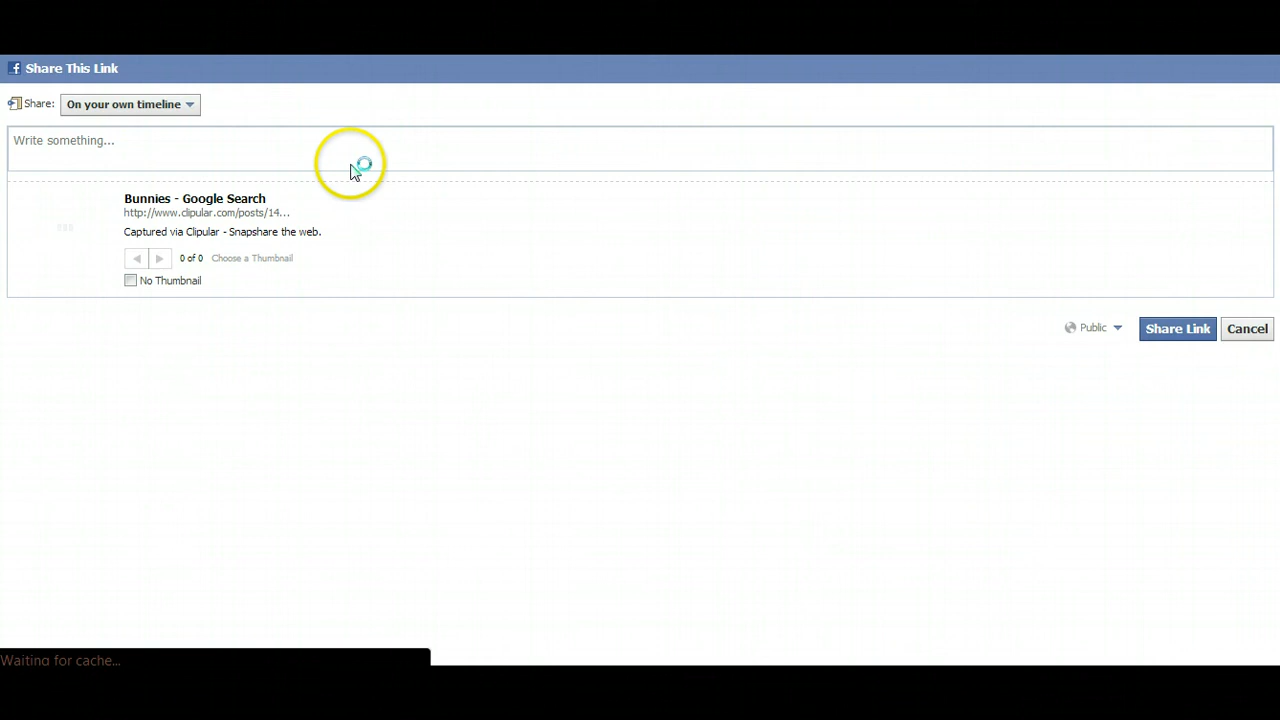 Share This Link
Share: On your own timeline
Write something...
Bunnies - Google Search
http://www.clipular.com/posts/14...
Captured via Clipular - Snapshare the web.
0 of 0 Choose a Thumbnail
No Thumbnail
Public Share Link Cancel
Waiting for cache...